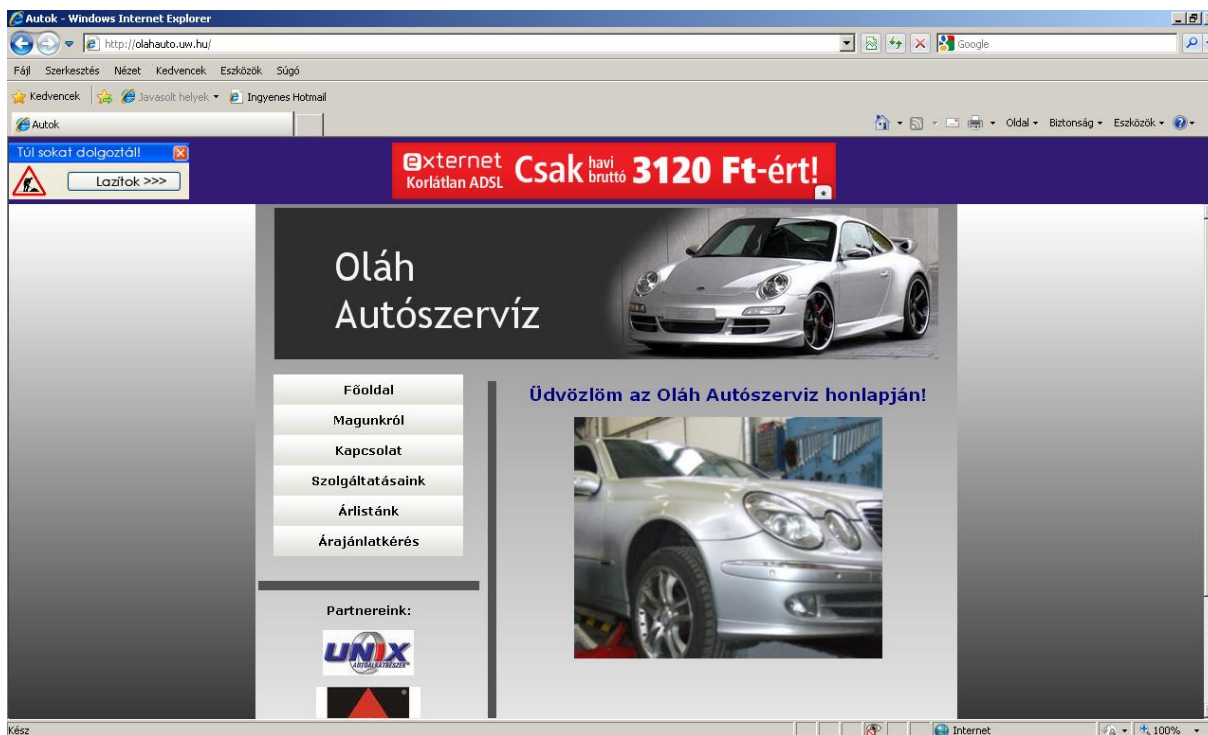 Autok - Windows Internet Explorer
http://olahauto.uw.hu/
Google
Fájl Szerkesztés Nézet Kedvencek Eszközök Súgó
Kedvencek Javasolt helyek Ingyenes Hotmail
Autok
Oldal Biztonság Eszközök
Túl sokat dolgoztál!
Lazítok >>>
externet
Korlátlan ADSL
Csak havi bruttó 3120 Ft-ért!
Oláh
Autószervíz
Főoldal
Magunkról
Kapcsolat
Szolgáltatásaink
Árlistánk
Árajánlatkérés
Üdvözlöm az Oláh Autószerviz honlapján!
Partnereink:
UNIX
AUTÓALKATRÉSZEK
Kész
Internet
100%